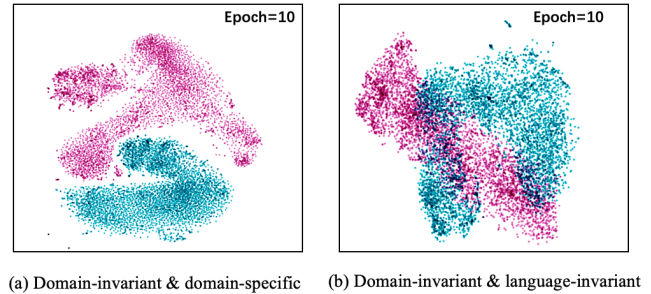 Epoch=10
Epoch=10
(a) Domain-invariant & domain-specific
(b) Domain-invariant & language-invariant